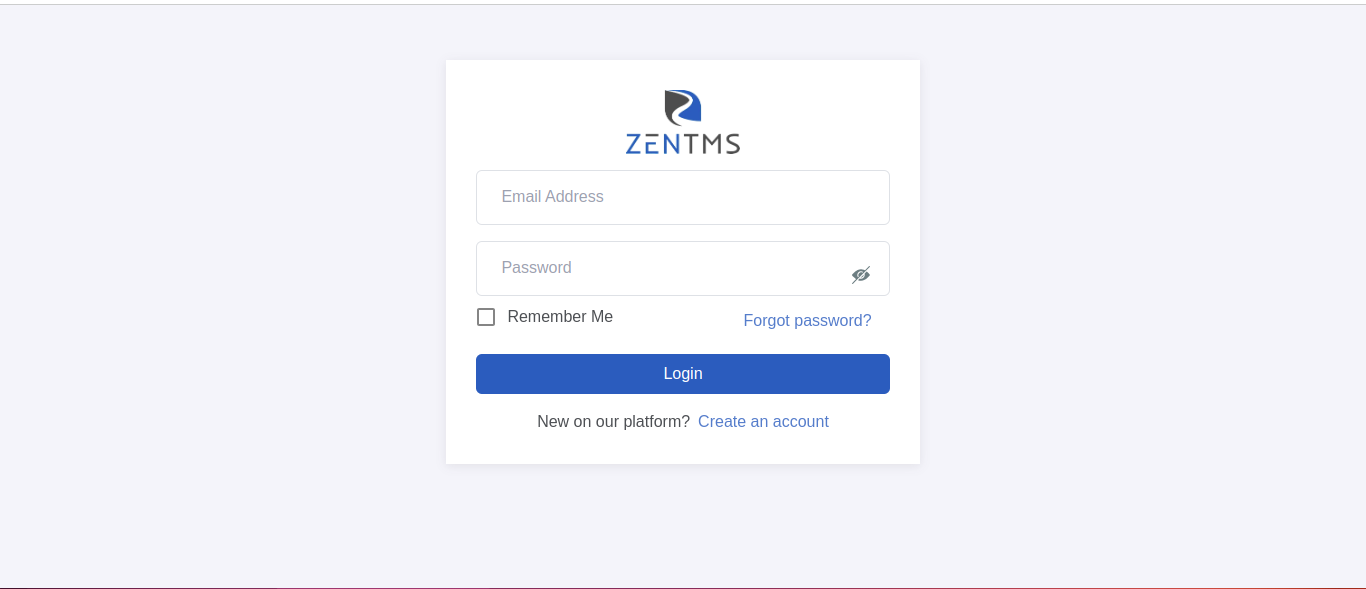 ZENTMS
Email Address
Password
Remember Me
Forgot password?
Login
New on our platform? Create an account